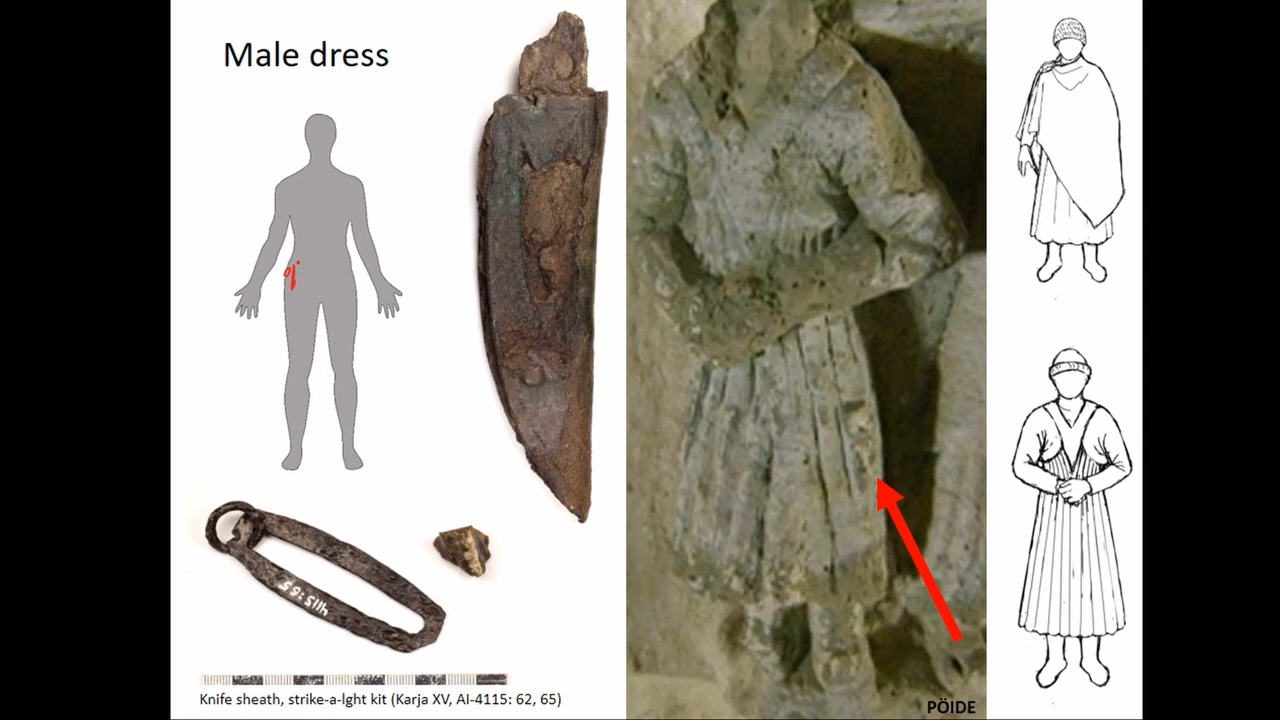 Male dress
4115:65
Knife sheath, strike-a-lght kit (Karja XV, AI-4115: 62, 65)
PÖIDE